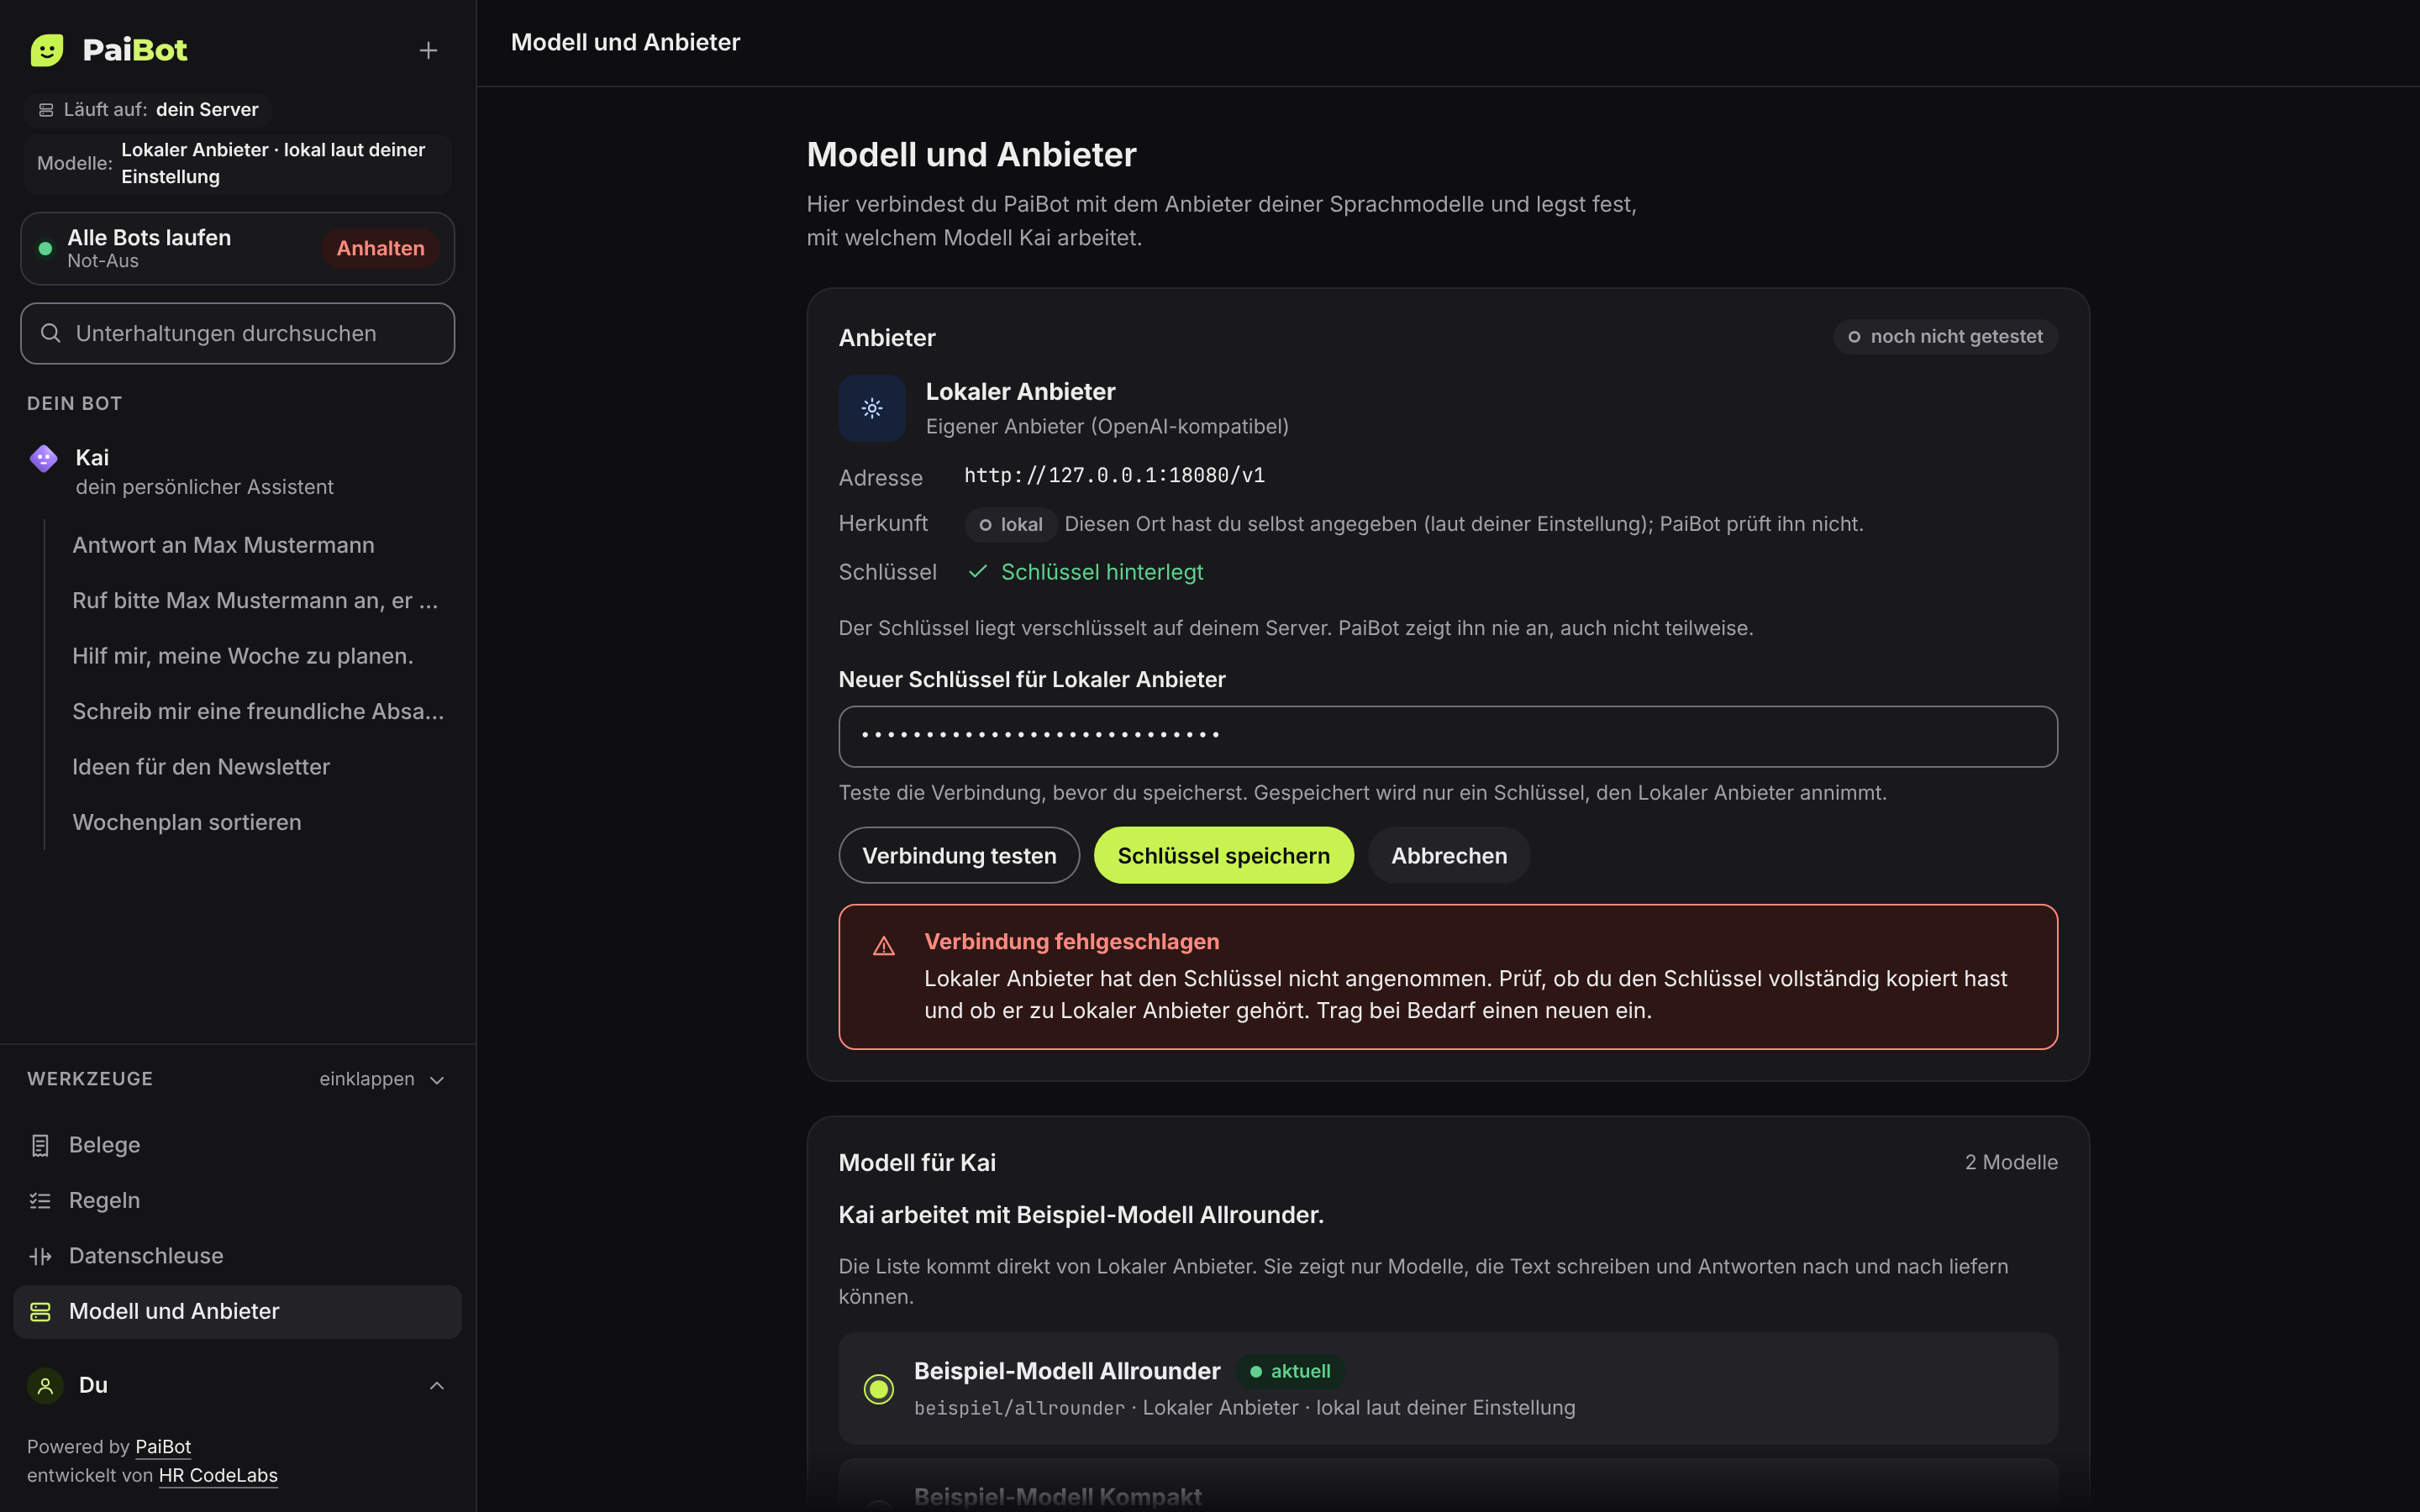 PaiBot
Läuft auf: dein Server
Modelle: Lokaler Anbieter · lokal laut deiner
Einstellung
Alle Bots laufen
Not-Aus
Anhalten
Unterhaltungen durchsuchen
DEIN BOT
Kai
dein persönlicher Assistent
Antwort an Max Mustermann
Ruf bitte Max Mustermann an, er ...
Hilf mir, meine Woche zu planen.
Schreib mir eine freundliche Absa...
Ideen für den Newsletter
Wochenplan sortieren
WERKZEUGE
einklappen
Belege
Regeln
Datenschleuse
Modell und Anbieter
Du
Powered by PaiBot
entwickelt von HR CodeLabs
Modell und Anbieter
Modell und Anbieter
Hier verbindest du PaiBot mit dem Anbieter deiner Sprachmodelle und legst fest,
mit welchem Modell Kai arbeitet.
Anbieter
noch nicht getestet
Lokaler Anbieter
Eigener Anbieter (OpenAI-kompatibel)
Adresse http://127.0.0.1:18080/v1
Herkunft lokal Diesen Ort hast du selbst angegeben (laut deiner Einstellung); PaiBot prüft ihn nicht.
Schlüssel Schlüssel hinterlegt
Der Schlüssel liegt verschlüsselt auf deinem Server. PaiBot zeigt ihn nie an, auch nicht teilweise.
Neuer Schlüssel für Lokaler Anbieter
Teste die Verbindung, bevor du speicherst. Gespeichert wird nur ein Schlüssel, den Lokaler Anbieter annimmt.
Verbindung testen
Schlüssel speichern
Abbrechen
Verbindung fehlgeschlagen
Lokaler Anbieter hat den Schlüssel nicht angenommen. Prüf, ob du den Schlüssel vollständig kopiert hast
und ob er zu Lokaler Anbieter gehört. Trag bei Bedarf einen neuen ein.
Modell für Kai
2 Modelle
Kai arbeitet mit Beispiel-Modell Allrounder.
Die Liste kommt direkt von Lokaler Anbieter. Sie zeigt nur Modelle, die Text schreiben und Antworten nach und nach liefern
können.
Beispiel-Modell Allrounder
aktuell
beispiel/allrounder · Lokaler Anbieter · lokal laut deiner Einstellung
Beispiel-Modell Kompakt